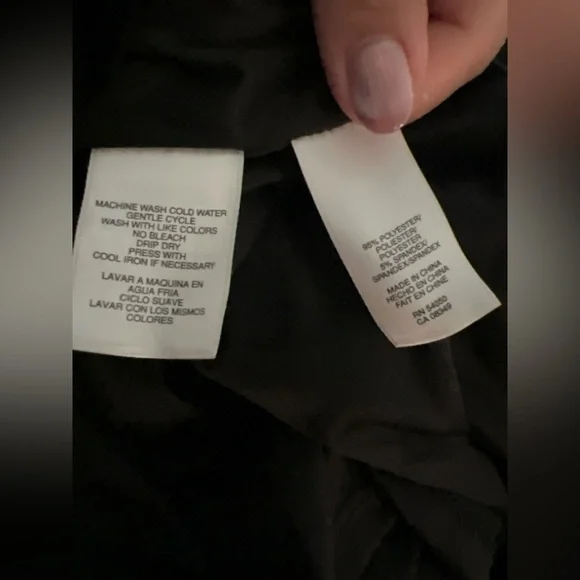 MACHINE WASH COLD WATER
GENTLE CYCLE
WASH WITH LIKE COLORS
NO BLEACH
DRIP DRY
PRESS WITH
COOL IRON IF NECESSARY
LAVAR A MAQUINA EN
AGUA FRIA
CICLO SUAVE
LAVAR CON LOS MISMOS
COLORES
95% POLYESTER/
POLIESTER/
POLYESTER
5% SPANDEX/
SPANDEX/SPANDEX
MADE IN CHINA
HECHO EN CHINA
FAIT EN CHINE
RN 54050
CA 08349